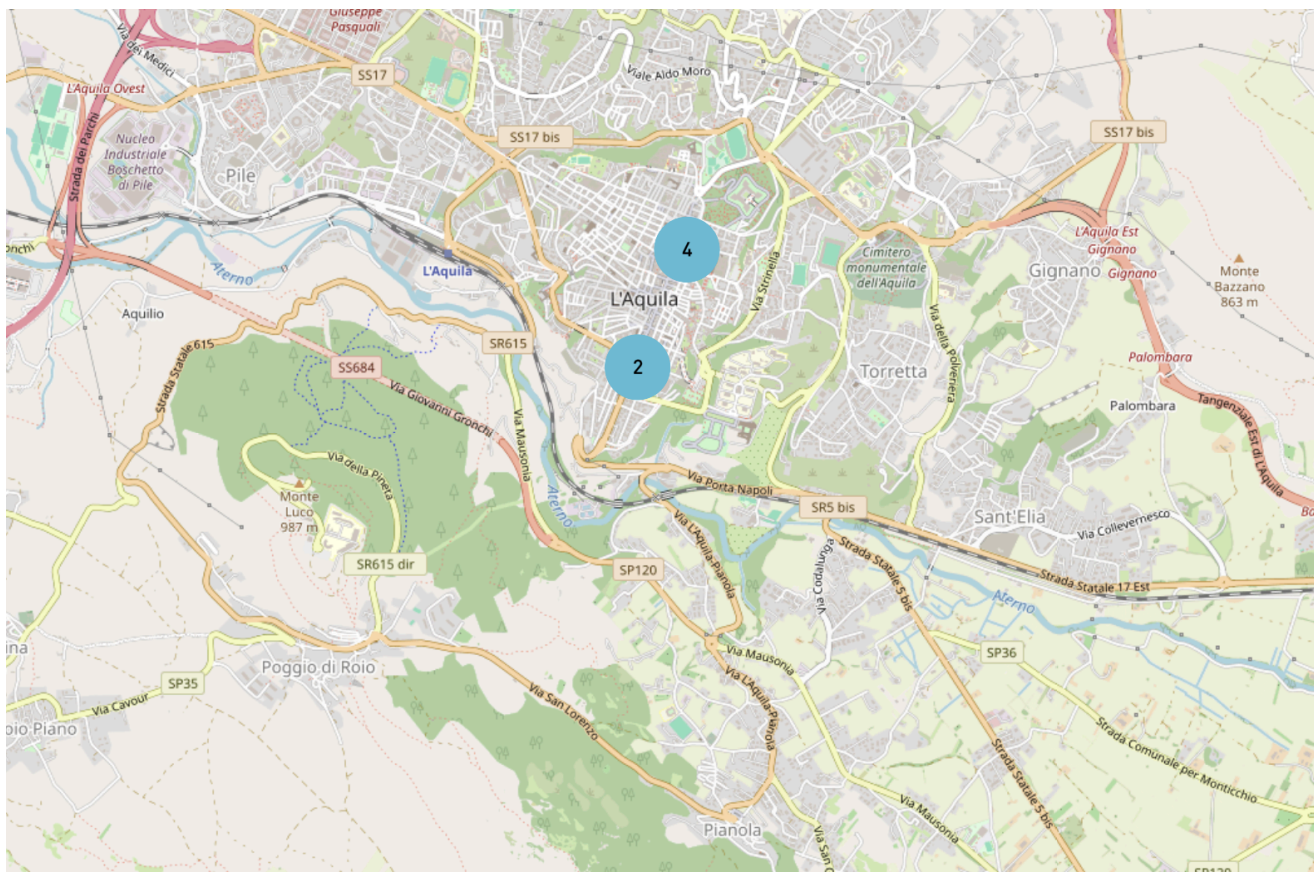 Giuseppe
Pasquali
Via dei Medici
SS17
Viale Aldo Moro
L'Aquila Ovest
Strada dei Parchi
Nucleo
Industriale
Boschetto
di Pile
Pile
SS17 bis
SS17 bis
4
L'Aquila
Via Strinella
Cimitero
monumentale
dell'Aquila
L'Aquila Est
Gignano
Gignano
Gignano
Monte
Bazzano
863 m
Aterno
L'Aquila
Aquilio
Strada Statale 615
SR615
SS684
Via Giovanni Gronchi
Via Mausonia
2
Torretta
Via della Polveriera
Palombara
Palombara
Tangenziale Est di L'Aquila
Via della Pineta
Monte
Luco
987 m
SR615 dir
Aterno
Via Porta Napoli
SR5 bis
Sant'Elia
Via Collevernesco
Strada Statale 17 Est
SP120
Via L'Aquila-Pianola
Via Codalunga
Strada Statale 5 bis
Aterno
SP36
Via Mausonia
Poggio di Roio
SP35
Via Cavour
oio Piano
Via San Lorenzo
Via L'Aquila-Pianola
Strada Comunale per Monticchio
Strada Statale 5 bis
Via Mausonia
Pianola